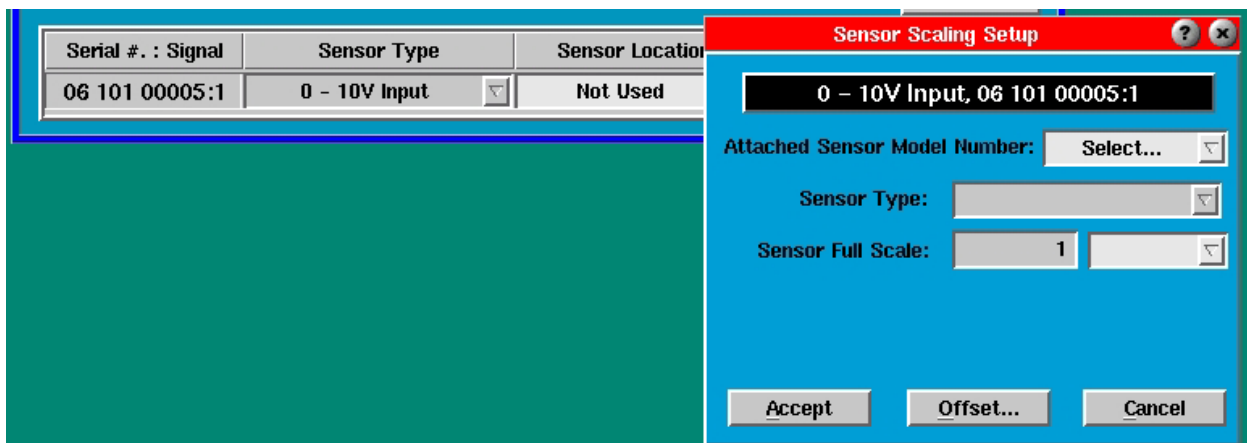 Serial #. : Signal Sensor Type Sensor Location
06 101 00005:1 0 - 10V Input Not Used
Sensor Scaling Setup ?
0 - 10V Input, 06 101 00005:1
Attached Sensor Model Number: Select...
Sensor Type:
Sensor Full Scale: 1
Accept Offset... Cancel